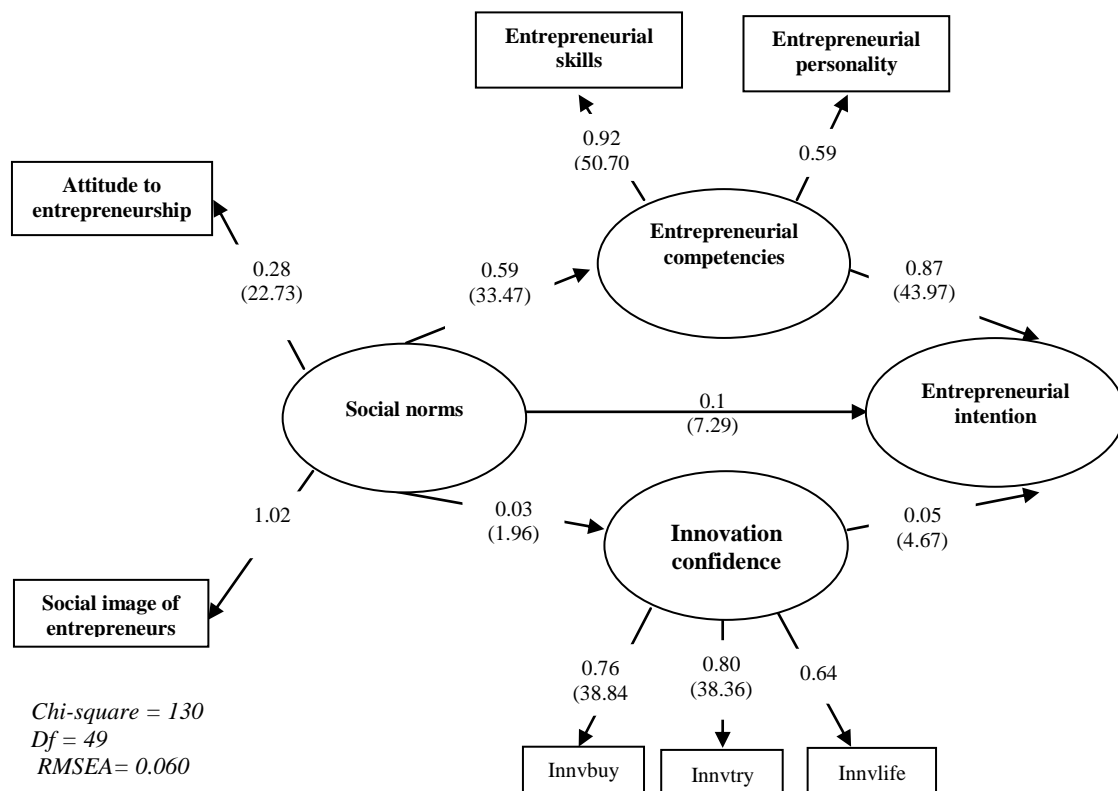 Entrepreneurial
skills
Entrepreneurial
personality
0.92
(50.70
0.59
Attitude to
entrepreneurship
Entrepreneurial
competencies
0.28
(22.73)
0.59
(33.47)
0.87
(43.97)
Social norms
0.1
(7.29)
Entrepreneurial
intention
1.02
0.03
(1.96)
Innovation
confidence
0.05
(4.67)
Social image of
entrepreneurs
0.76
(38.84
0.80
(38.36)
0.64
Chi-square = 130
Df = 49
RMSEA= 0.060
Innvbuy
Innvtry
Innvlife